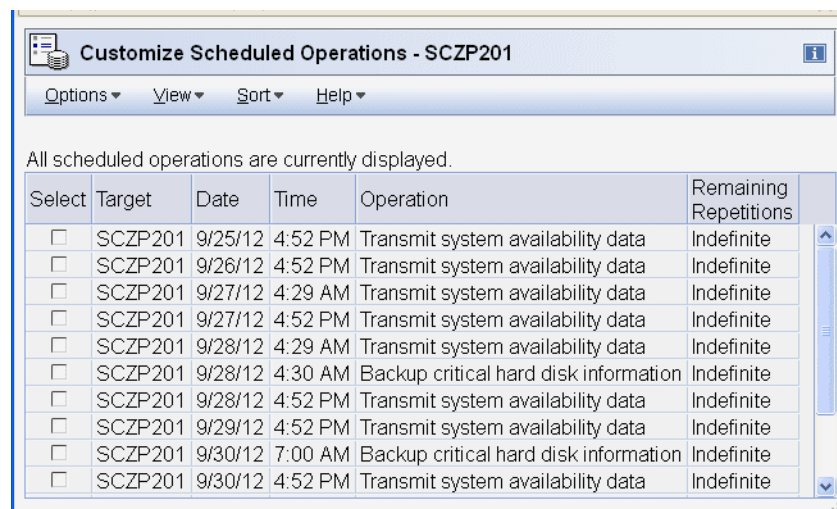 Customize Scheduled Operations - SCZP201 i
Options View Sort Help
All scheduled operations are currently displayed.
Select Target Date Time Operation Remaining Repetitions
SCZP201 9/25/12 4:52 PM Transmit system availability data Indefinite
SCZP201 9/26/12 4:52 PM Transmit system availability data Indefinite
SCZP201 9/27/12 4:29 AM Transmit system availability data Indefinite
SCZP201 9/27/12 4:52 PM Transmit system availability data Indefinite
SCZP201 9/28/12 4:29 AM Transmit system availability data Indefinite
SCZP201 9/28/12 4:30 AM Backup critical hard disk information Indefinite
SCZP201 9/28/12 4:52 PM Transmit system availability data Indefinite
SCZP201 9/29/12 4:52 PM Transmit system availability data Indefinite
SCZP201 9/30/12 7:00 AM Backup critical hard disk information Indefinite
SCZP201 9/30/12 4:52 PM Transmit system availability data Indefinite